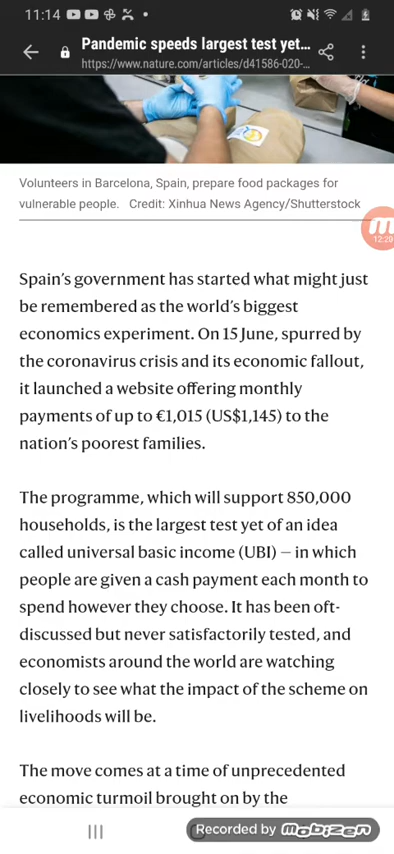 11:14
Pandemic speeds largest test yet...
https://www.nature.com/articles/d41586-020-...
Volunteers in Barcelona, Spain, prepare food packages for
vulnerable people. Credit: Xinhua News Agency/Shutterstock
12:20
Spain's government has started what might just
be remembered as the world's biggest
economics experiment. On 15 June, spurred by
the coronavirus crisis and its economic fallout,
it launched a website offering monthly
payments of up to €1,015 (US$1,145) to the
nation's poorest families.
The programme, which will support 850,000
households, is the largest test yet of an idea
called universal basic income (UBI) — in which
people are given a cash payment each month to
spend however they choose. It has been oft-
discussed but never satisfactorily tested, and
economists around the world are watching
closely to see what the impact of the scheme on
livelihoods will be.
The move comes at a time of unprecedented
economic turmoil brought on by the
Recorded by mobizen